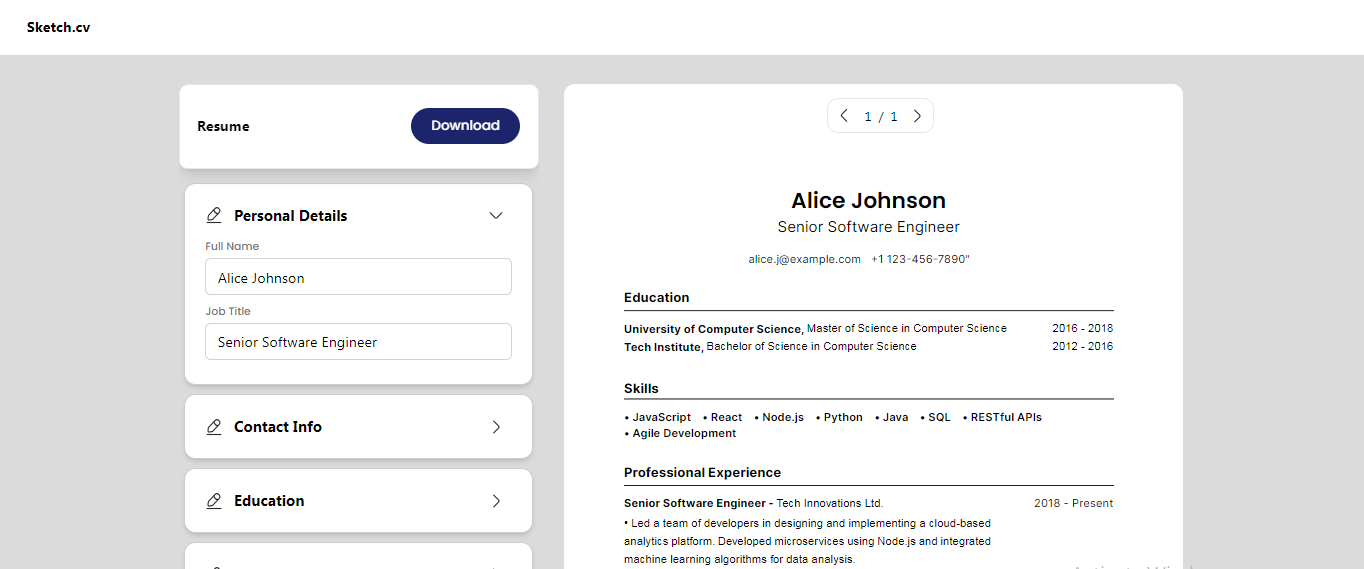 Sketch.cv
Resume
Download
Personal Details
Full Name
Alice Johnson
Job Title
Senior Software Engineer
Contact Info
Education
1 / 1
Alice Johnson
Senior Software Engineer
alice.j@example.com +1 123-456-7890"
Education
University of Computer Science, Master of Science in Computer Science 2016 - 2018
Tech Institute, Bachelor of Science in Computer Science 2012 - 2016
Skills
• JavaScript • React • Node.js • Python • Java • SQL • RESTful APIs
• Agile Development
Professional Experience
Senior Software Engineer - Tech Innovations Ltd. 2018 - Present
• Led a team of developers in designing and implementing a cloud-based
analytics platform. Developed microservices using Node.js and integrated
machine learning algorithms for data analysis.